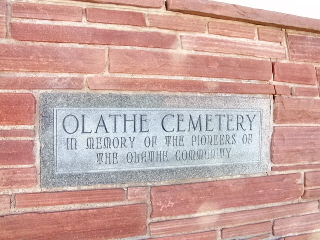 OLATHE CEMETERY
IN MEMORY OF THE PIONEERS OF
THE OLATHE COMMUNITY